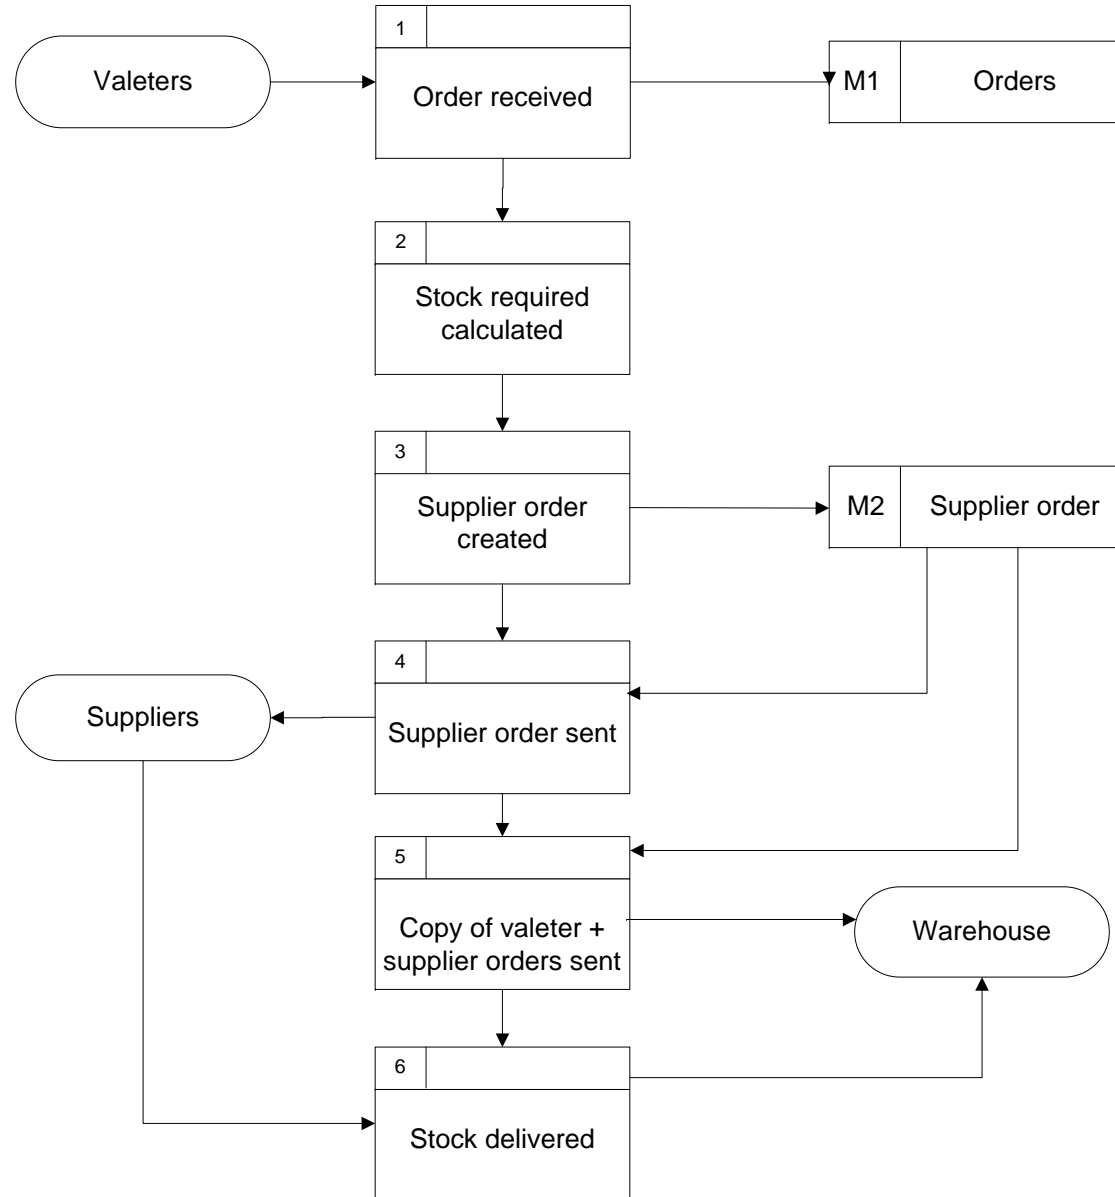 1
Valeters
Order received
M1
Orders
2
Stock required
calculated
3
Supplier order
created
M2
Supplier order
4
Suppliers
Supplier order sent
5
Copy of valeter +
supplier orders sent
Warehouse
6
Stock delivered